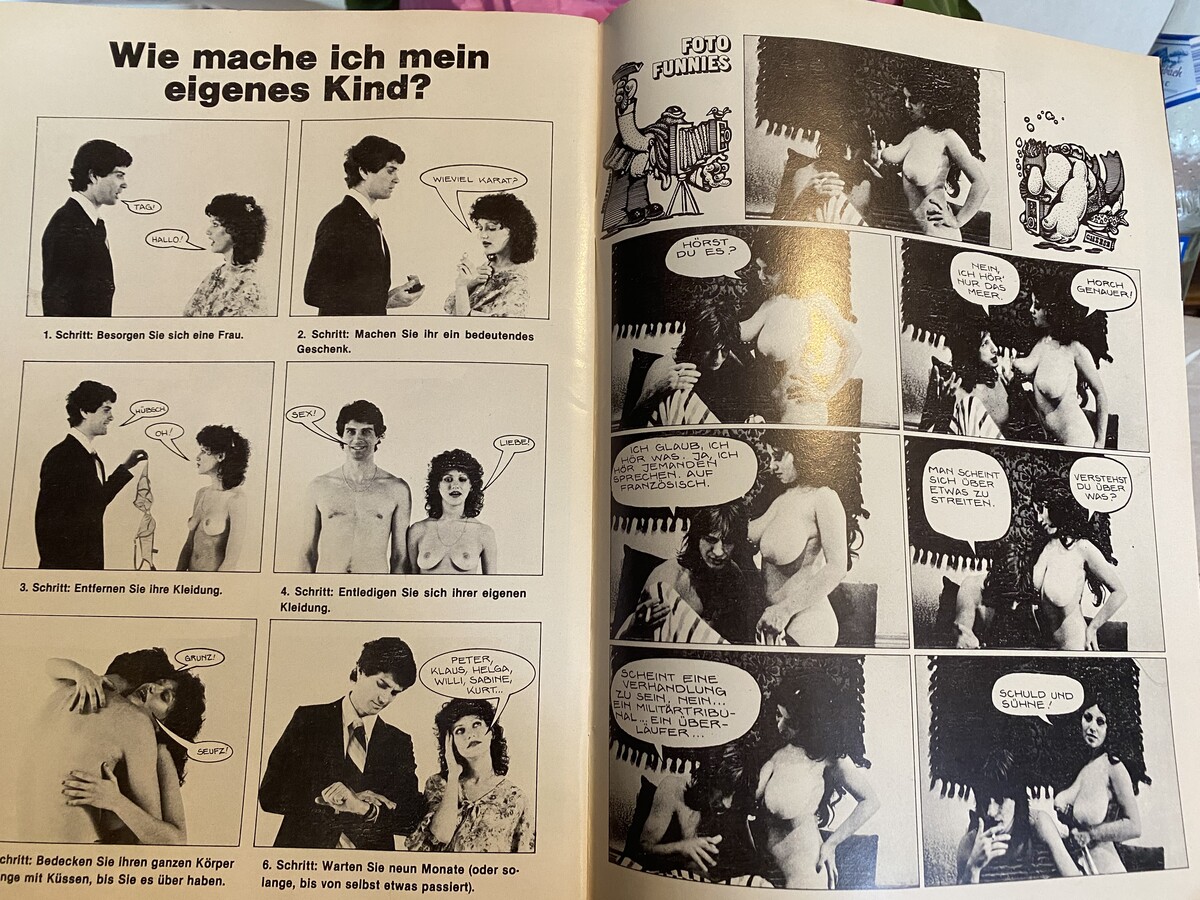 Wie mache ich mein
eigenes Kind?
TAG!
HALLO!
1. Schritt: Besorgen Sie sich eine Frau.
WIEVIEL KARAT?
2. Schritt: Machen Sie ihr ein bedeutendes
Geschenk.
HÜBSCH
OH!
3. Schritt: Entfernen Sie ihre Kleidung.
SEX!
LIEBE!
4. Schritt: Entledigen Sie sich ihrer eigenen
Kleidung.
GRUNZ!
SEUFZ!
chritt: Bedecken Sie ihren ganzen Körper
nge mit Küssen, bis Sie es über haben.
PETER,
KLAUS, HELGA,
WILLI, SABINE,
KURT...
6. Schritt: Warten Sie neun Monate (oder so-
lange, bis von selbst etwas passiert).
FOTO
FUNNIES
HÖRST
DU ES?
NEIN,
ICH HÖR'
NUR DAS
MEER.
HORCH
GENAUER!
ICH GLAUB, ICH
HÖR WAS. JA, ICH
HÖR JEMANDEN
SPRECHEN. AUF
FRANZÖSISCH.
MAN SCHEINT
SICH ÜBER
ETWAS ZU
STREITEN.
VERSTEHST
DU ÜBER
WAS?
SCHEINT EINE
VERHANDLUNG
ZU SEIN, NEIN...
EIN MILITÄRTRIBU-
NAL... EIN ÜBER-
LÄUFER...
SCHULD UND
SÜHNE!